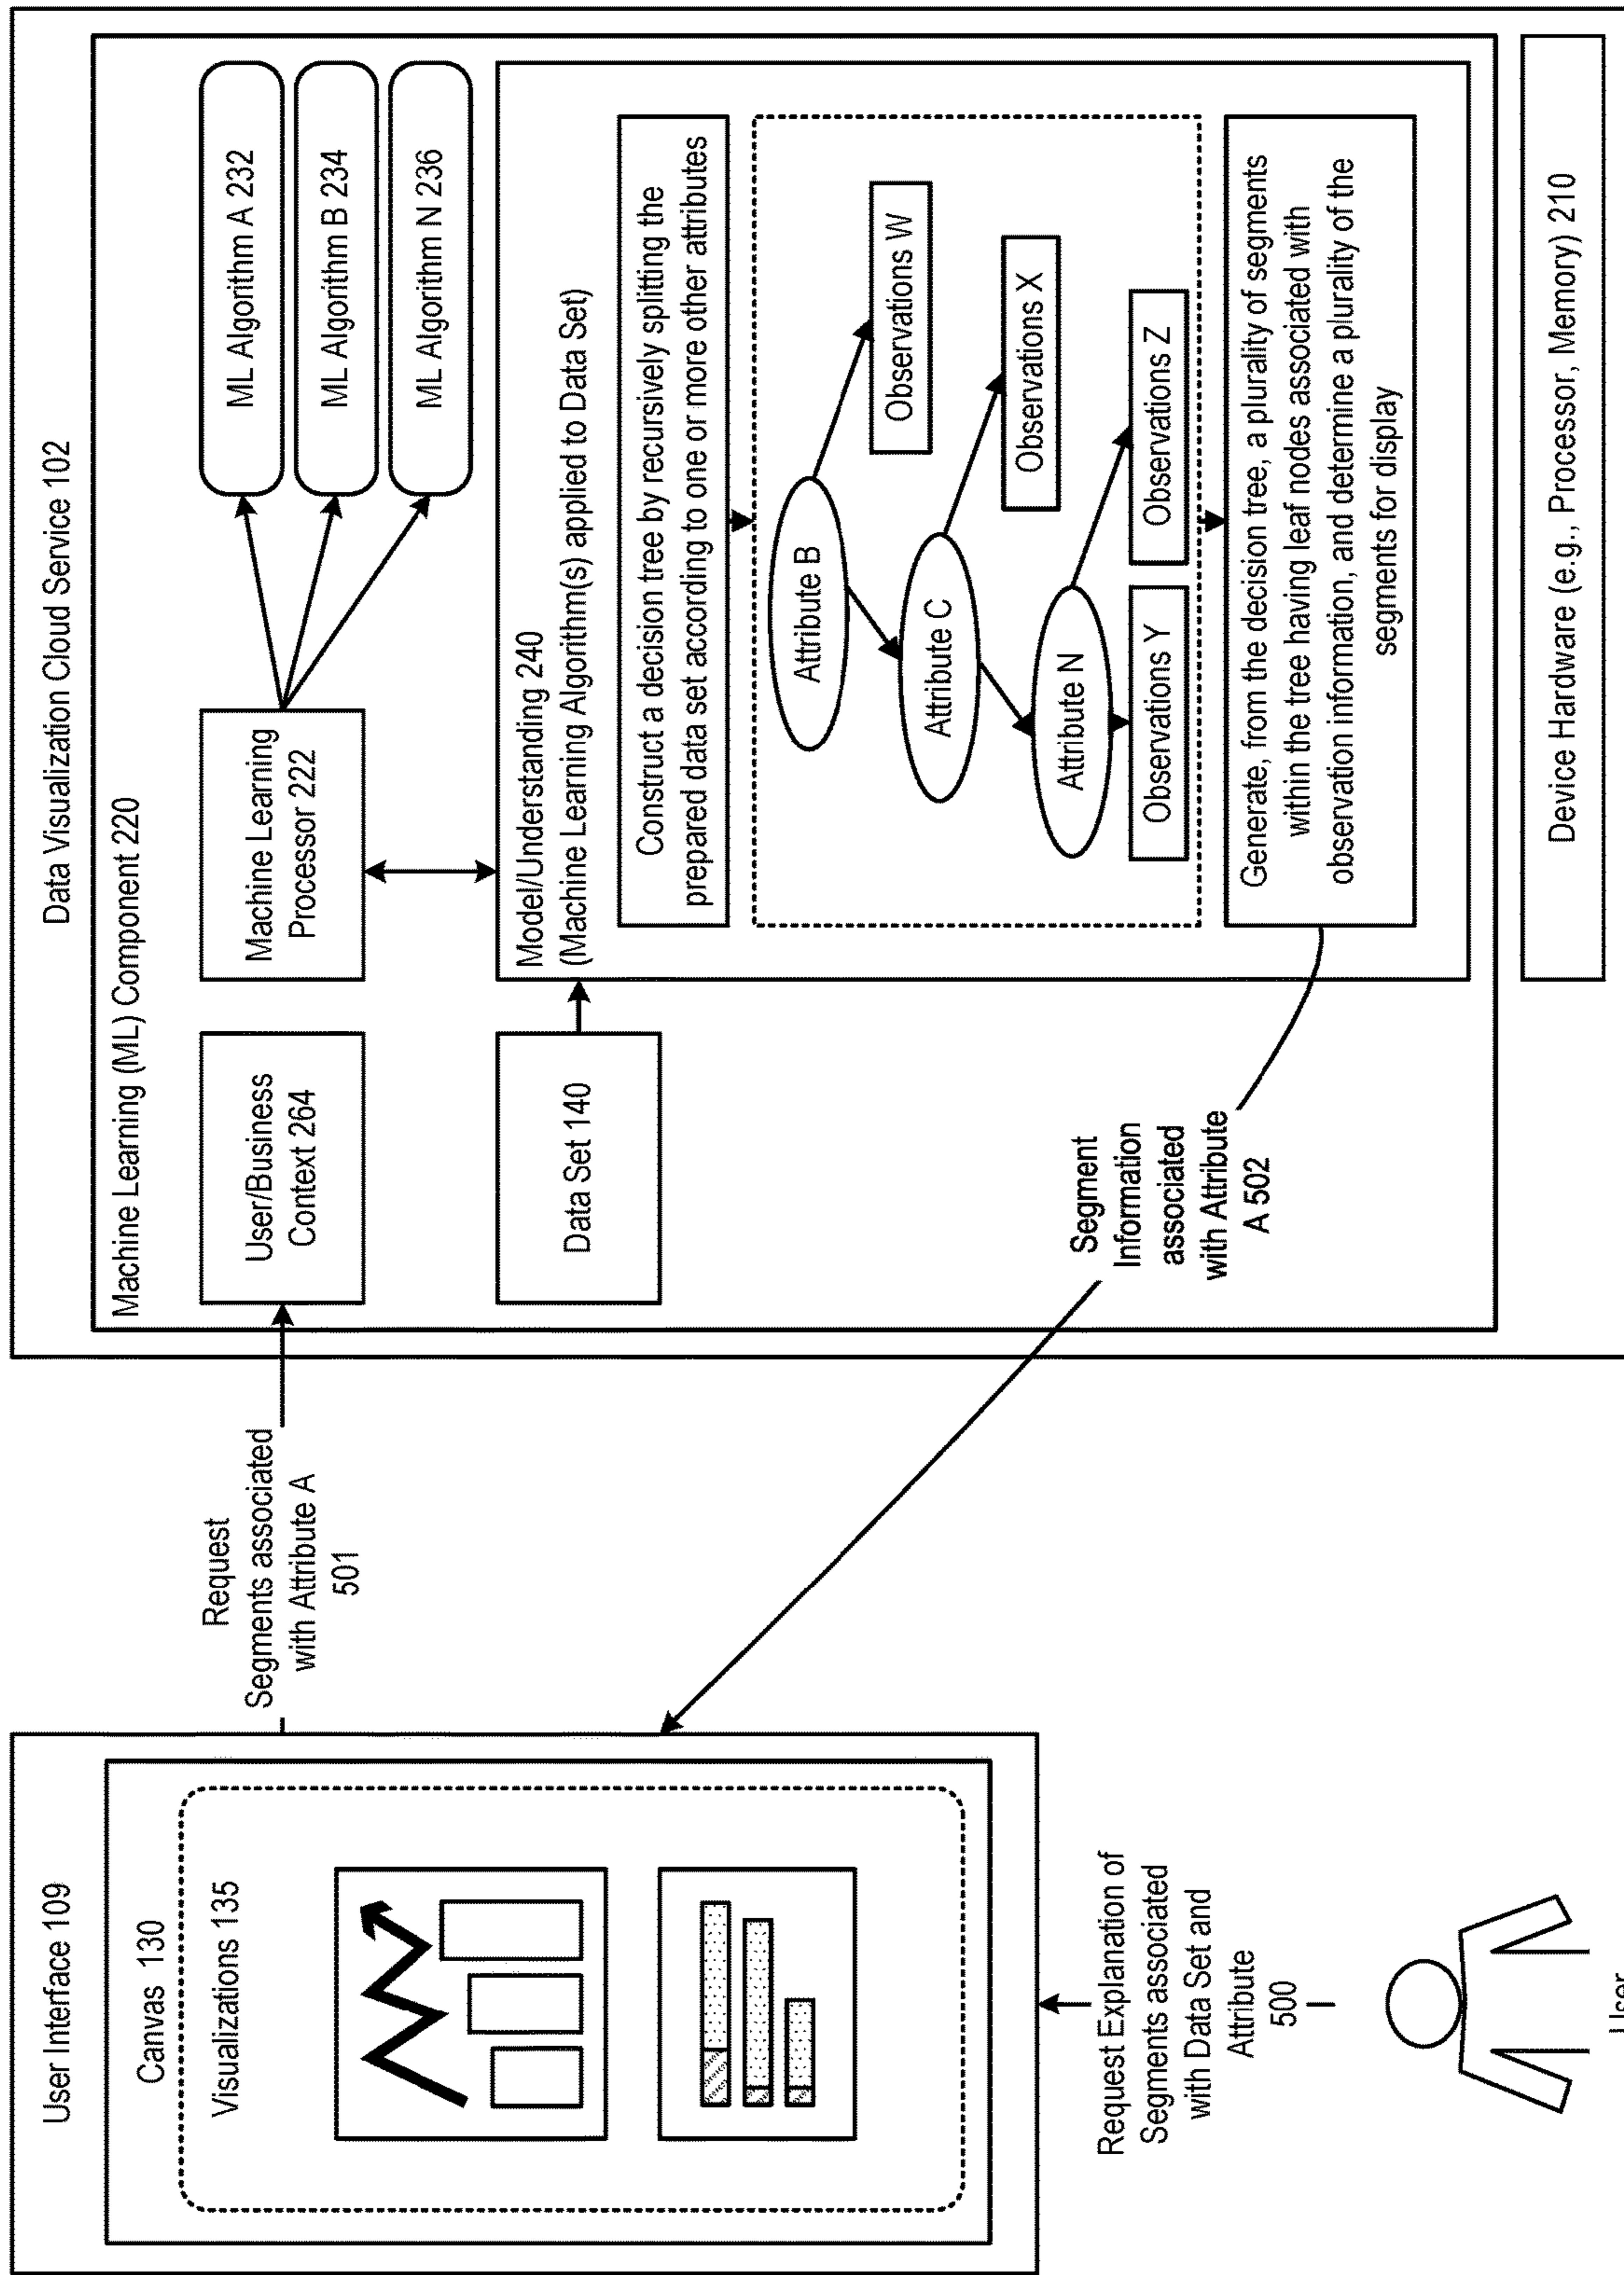 User Interface 109
Canvas 130
Visualizations 135
Request Explanation of
Segments associated
with Data Set and
Attribute
500
User
Request
Segments associated
with Attribute A
501
Data Visualization Cloud Service 102
Machine Learning (ML) Component 220
User/Business
Context 264
Machine Learning
Processor 222
ML Algorithm A 232
ML Algorithm B 234
ML Algorithm N 236
Data Set 140
Model/Understanding 240
(Machine Learning Algorithm(s) applied to Data Set)
Construct a decision tree by recursively splitting the
prepared data set according to one or more other attributes
Attribute B
Observations W
Attribute C
Observations X
Attribute N
Observations Y
Observations Z
Generate, from the decision tree, a plurality of segments
within the tree having leaf nodes associated with
observation information, and determine a plurality of the
segments for display
Segment
Information
associated
with Attribute
A 502
Device Hardware (e.g., Processor, Memory) 210